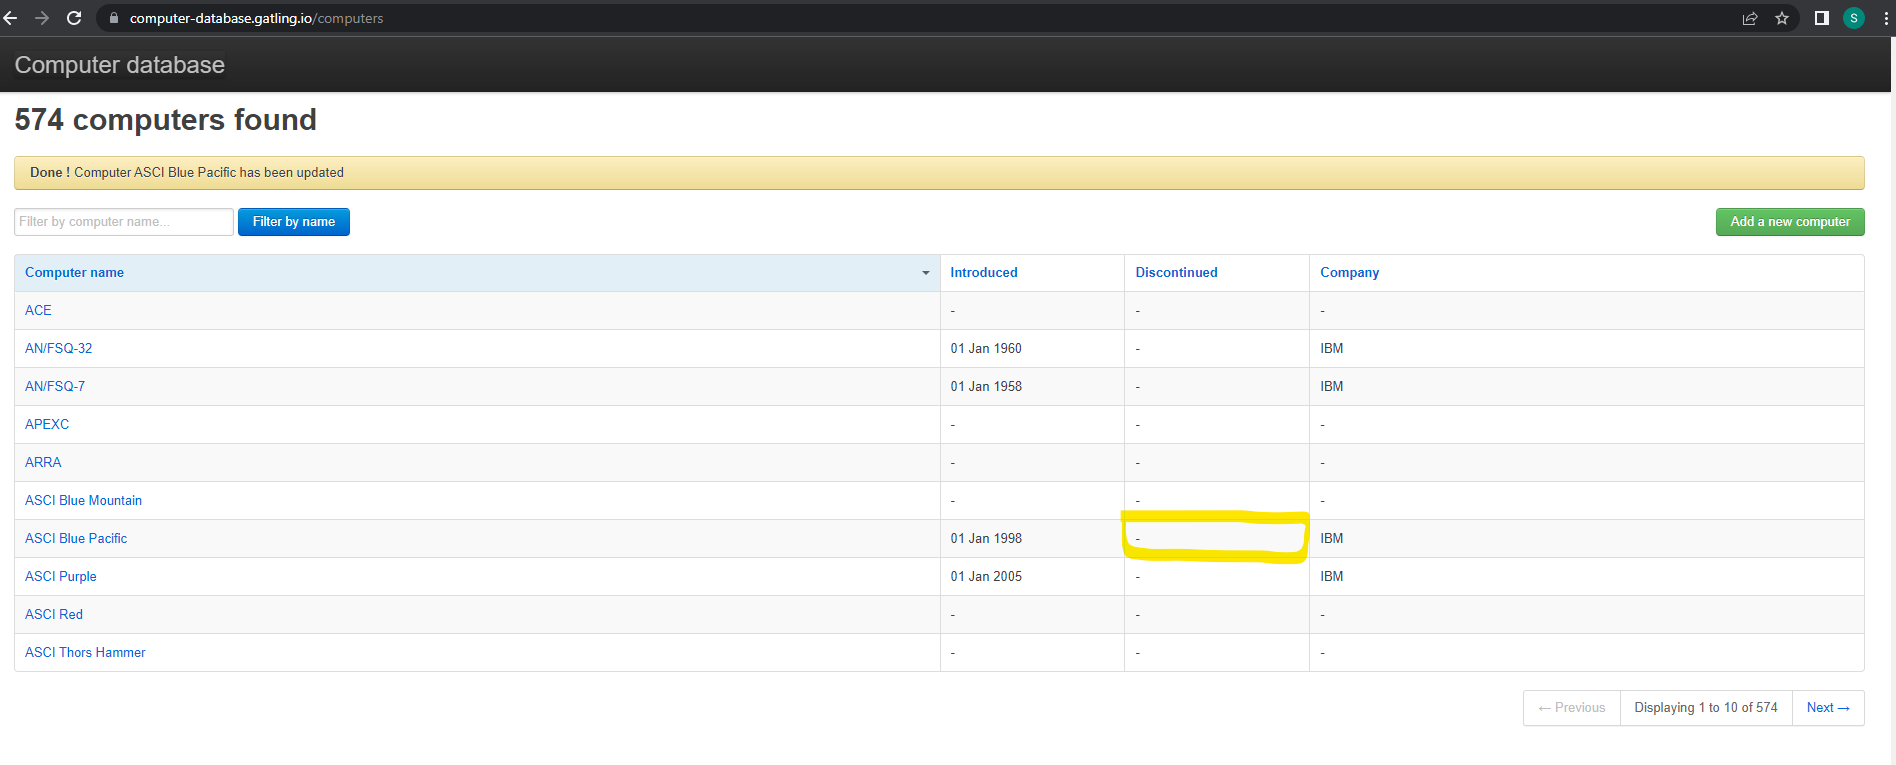 computer-database.gatling.io/computers
S
Computer database
574 computers found
Done ! Computer ASCI Blue Pacific has been updated
Filter by computer name... Filter by name Add a new computer
Computer name Introduced Discontinued Company
ACE - - -
AN/FSQ-32 01 Jan 1960 - IBM
AN/FSQ-7 01 Jan 1958 - IBM
APEXC - - -
ARRA - - -
ASCI Blue Mountain - - -
ASCI Blue Pacific 01 Jan 1998 - IBM
ASCI Purple 01 Jan 2005 - IBM
ASCI Red - - -
ASCI Thors Hammer - - -
← Previous Displaying 1 to 10 of 574 Next →